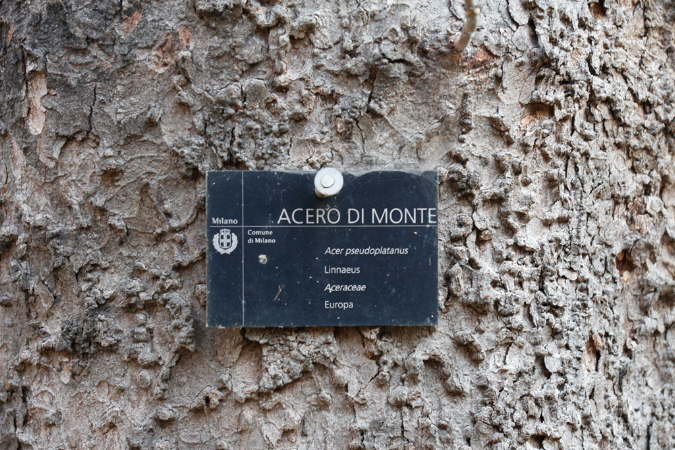 Milano
ACERO DI MONTE
Comune
di Milano
Acer pseudoplatanus
Linnaeus
Aceraceae
Europa